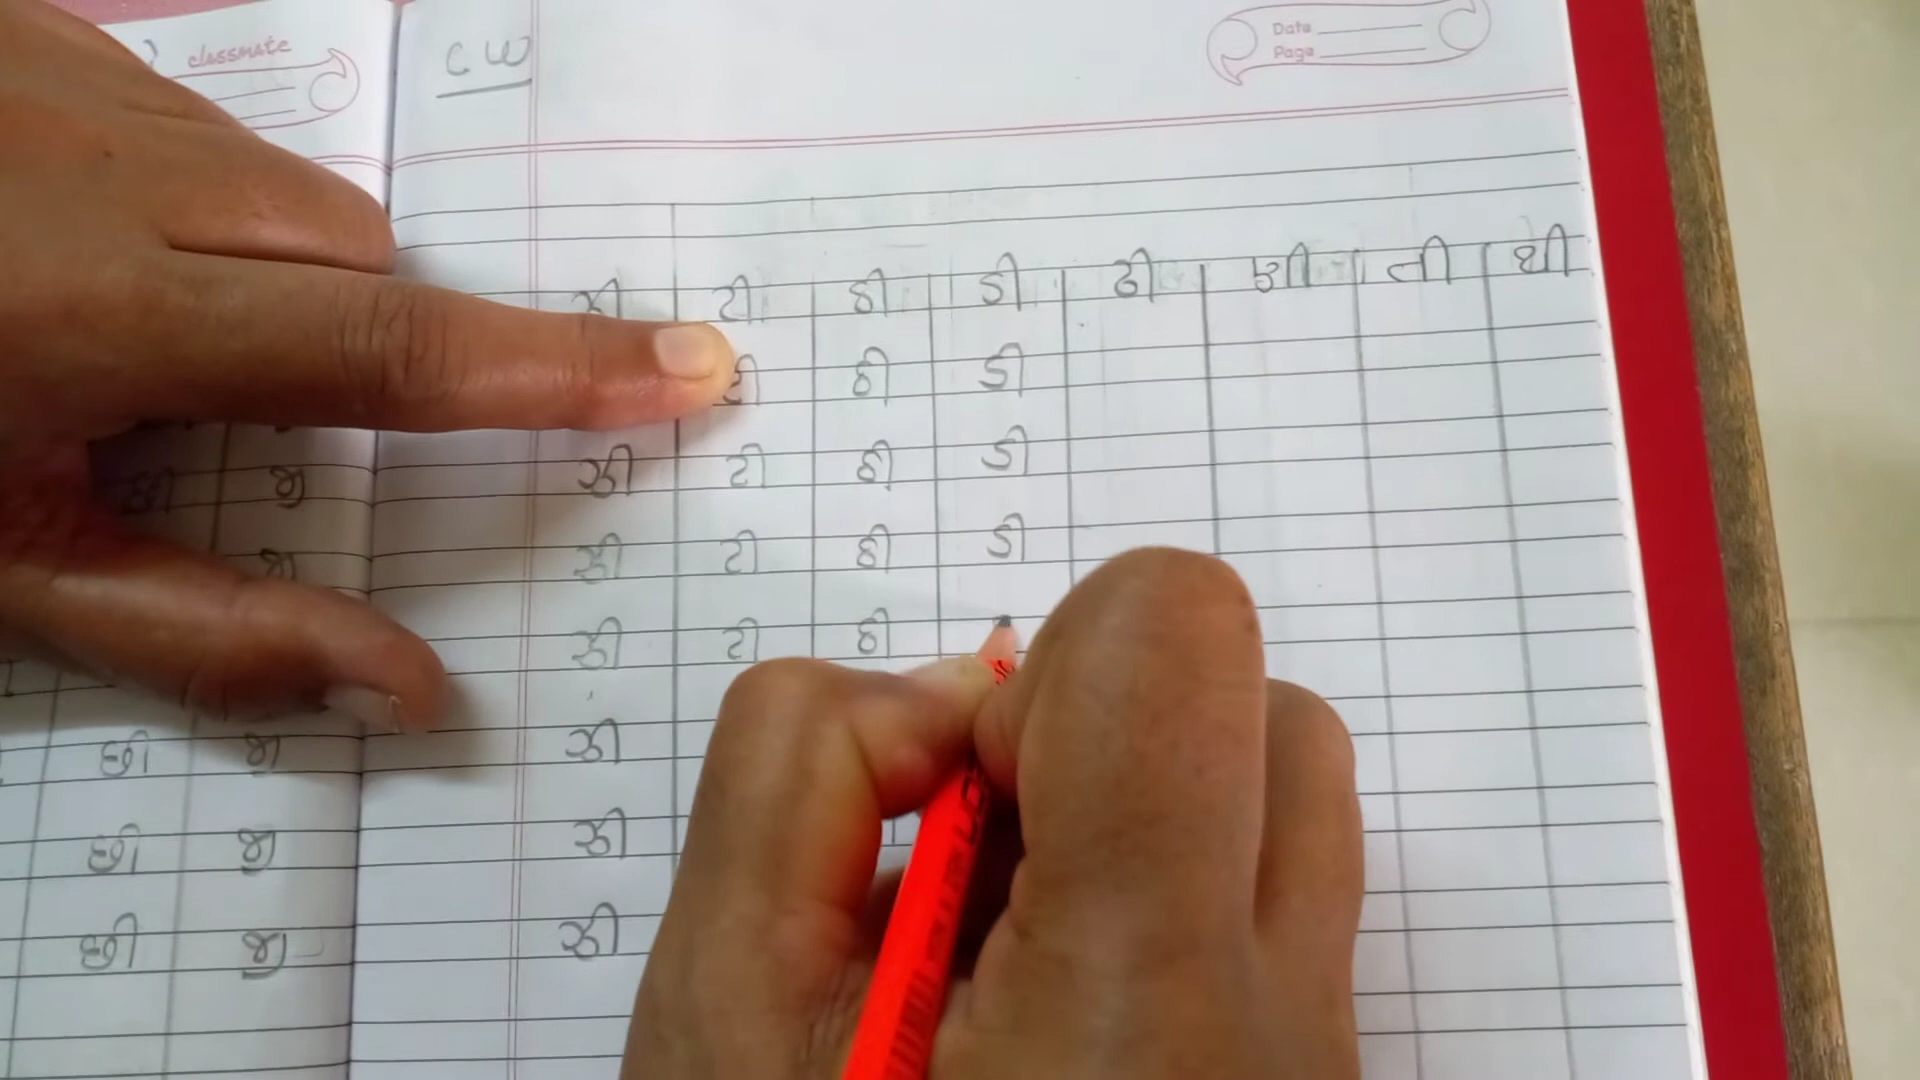 classmate
CW
Date
Page
ઝી ટી ઠી ડી ઢી ણી તી થી
ટી ઠી ડી
છી જી ઝી ટી ઠી ડી
જી ઝી ટી ઠી ડી
ઝી ટી ઠી
છી જી ઝી
છી જી ઝી
છી જી ઝી